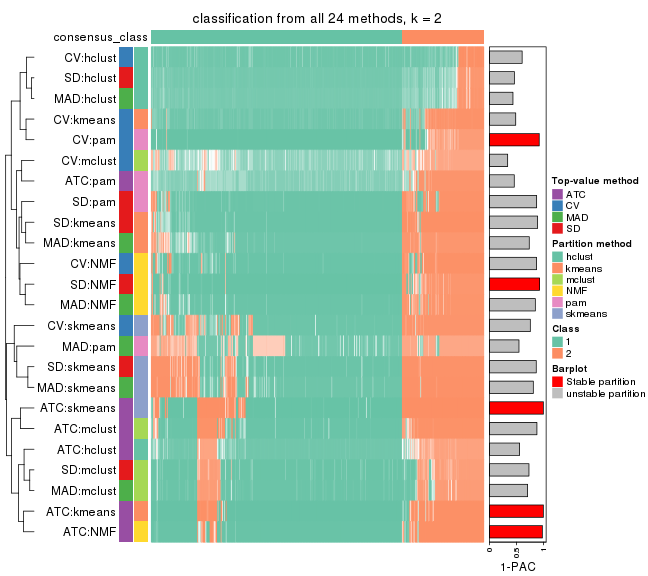 classification from all 24 methods, k = 2
consensus_class
CV:hclust
SD:hclust
MAD:hclust
CV:kmeans
CV:pam
CV:mclust
ATC:pam
SD:pam
SD:kmeans
MAD:kmeans
CV:NMF
SD:NMF
MAD:NMF
CV:skmeans
MAD:pam
SD:skmeans
MAD:skmeans
ATC:skmeans
ATC:mclust
ATC:hclust
SD:mclust
MAD:mclust
ATC:kmeans
ATC:NMF
0
0.5
1
1-PAC
Top-value method
ATC
CV
MAD
SD
Partition method
hclust
kmeans
mclust
NMF
pam
skmeans
Class
1
2
Barplot
Stable partition
unstable partition